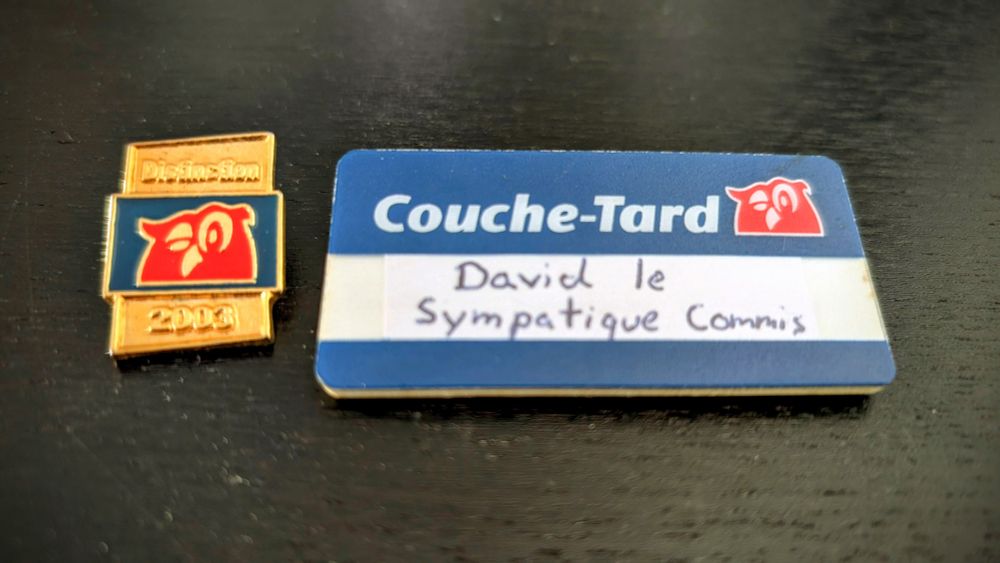 Distinction
2003
Couche-Tard
David le
Sympatique Commis